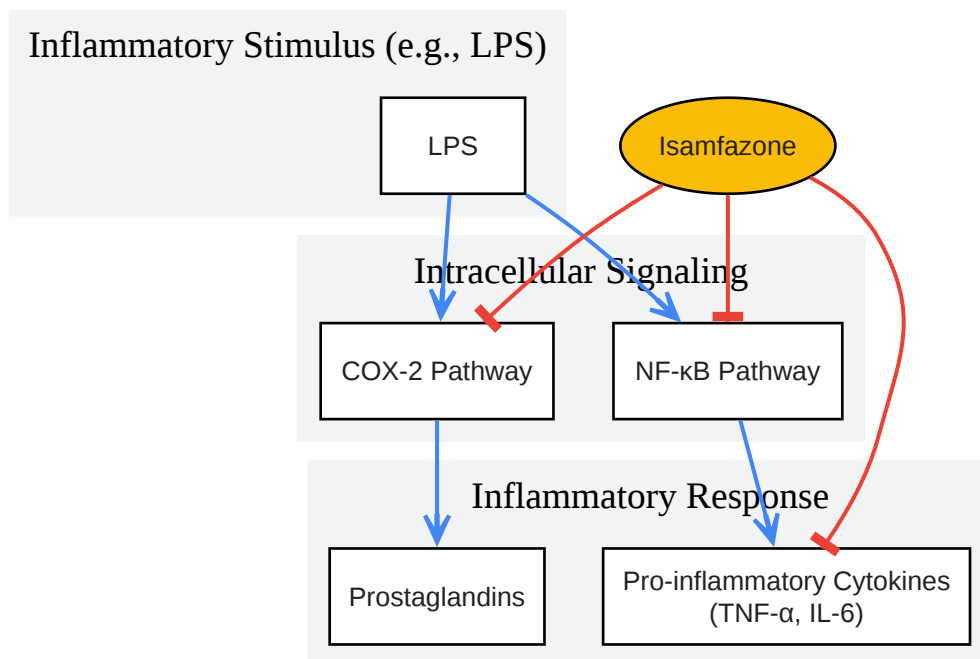 Inflammatory Stimulus (e.g., LPS)
LPS
Isamfazone
Intracellular Signaling
COX-2 Pathway
NF-κB Pathway
Inflammatory Response
Prostaglandins
Pro-inflammatory Cytokines
(TNF-α, IL-6)